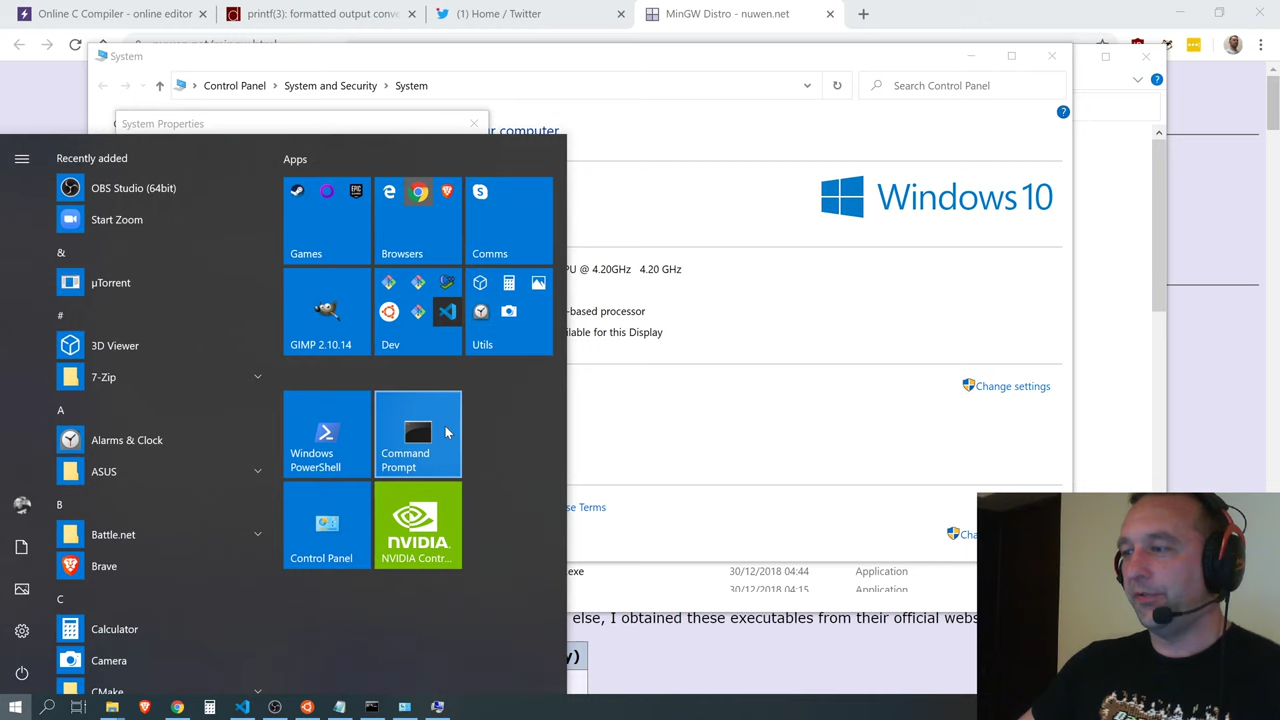 Online C Compiler - Online editor
printf(3): formatted output conve
(1) Home / Twitter
MinGW Distro - nuwen.net
System
Control Panel
System and Security
System
Search Control Panel
System Properties
ur computer
Windows 10
PU @ 4.20GHz 4.20 GHz
-based processor
ilable for this Display
Change settings
se Terms
Cha
exe
30/12/2018 04:44
Application
30/12/2018 04:15
Application
else, I obtained these executables from their official webs
y)
Recently added
OBS Studio (64bit)
Start Zoom
&
µTorrent
#
3D Viewer
7-Zip
A
Alarms & Clock
ASUS
B
Battle.net
Brave
C
Calculator
Camera
CMake
Apps
Games
Browsers
Comms
GIMP 2.10.14
Dev
Utils
Windows
PowerShell
Command
Prompt
Control Panel
NVIDIA.
NVIDIA Contr...